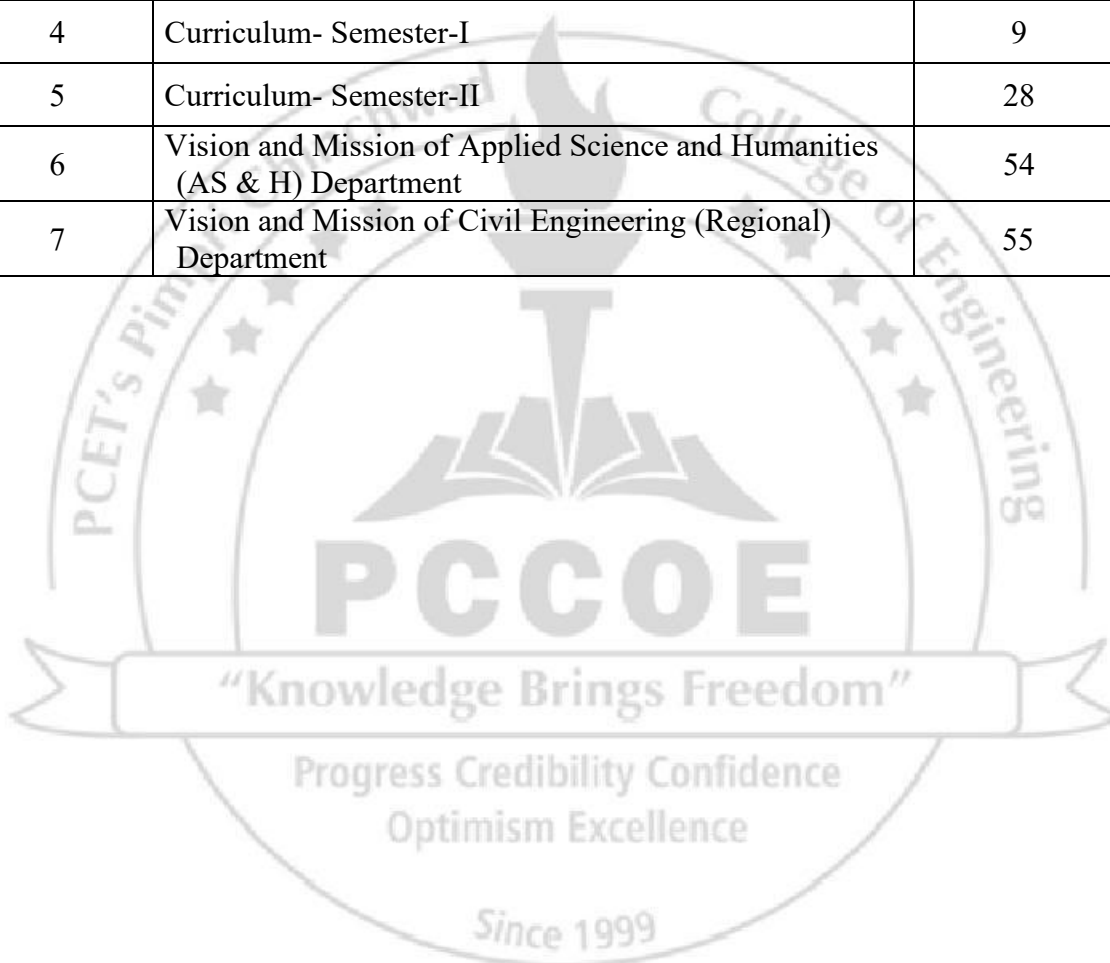 4 Curriculum- Semester-I 9
5 Curriculum- Semester-II 28
6 Vision and Mission of Applied Science and Humanities (AS & H) Department 54
7 Vision and Mission of Civil Engineering (Regional) Department 55
PCET's Pimpri Chinchwad College of Engineering
PCCOE
"Knowledge Brings Freedom"
Progress Credibility Confidence
Optimism Excellence
Since 1999